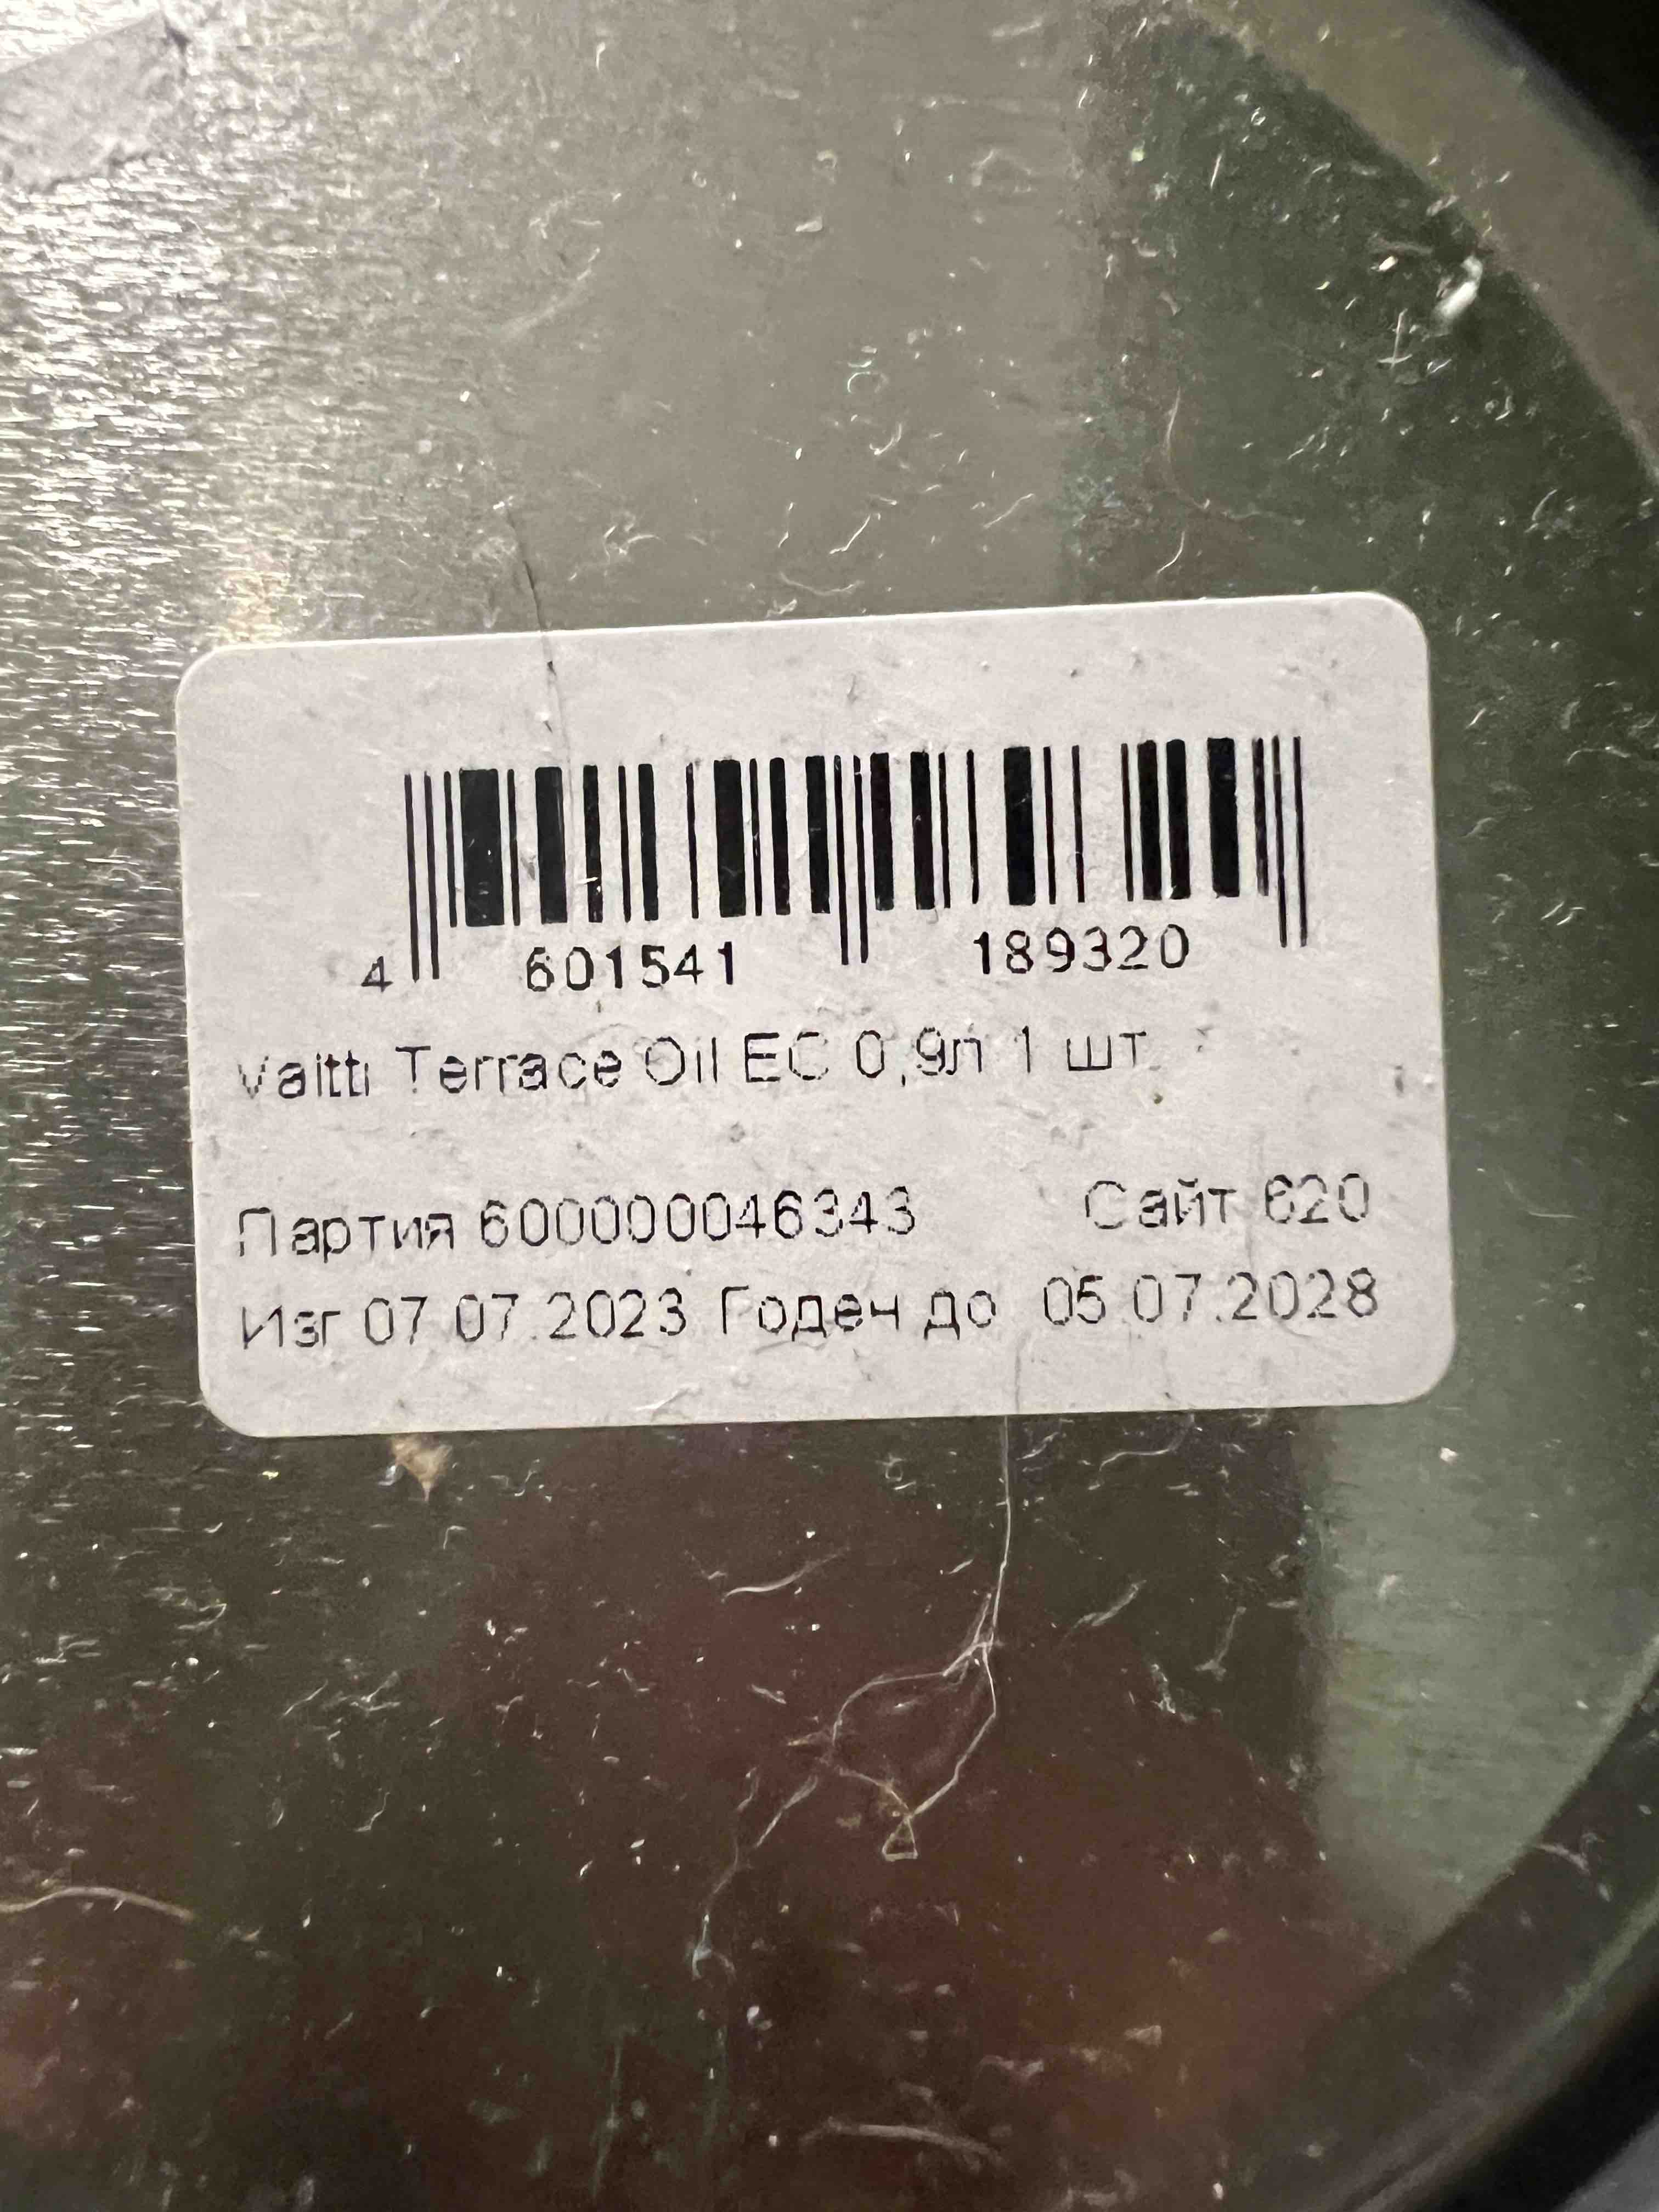 4 601541 189320
Vaitti Terrace Oil EC 0,9л 1 шт.
Партия 600000046343 Сайт 620
Изг 07.07.2023 Годен до 05.07.2028